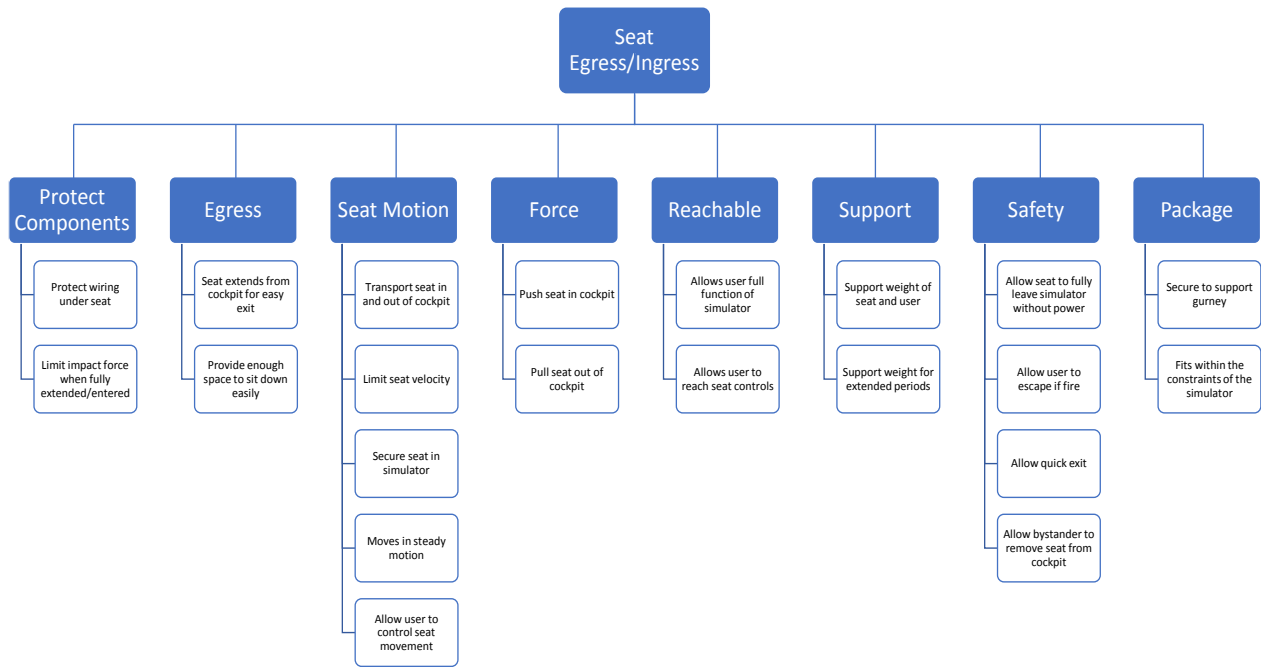 Seat
Egress/Ingress
Protect
Components
Egress
Seat Motion
Force
Reachable
Support
Safety
Package
Protect wiring
under seat
Limit impact force
when fully
extended/entered
Seat extends from
cockpit for easy
exit
Provide enough
space to sit down
easily
Transport seat in
and out of cockpit
Limit seat velocity
Secure seat in
simulator
Moves in steady
motion
Allow user to
control seat
movement
Push seat in cockpit
Pull seat out of
cockpit
Allows user full
function of
simulator
Allows user to
reach seat controls
Support weight of
seat and user
Support weight for
extended periods
Allow seat to fully
leave simulator
without power
Allow user to
escape if fire
Allow quick exit
Allow bystander to
remove seat from
cockpit
Secure to support
gurney
Fits within the
constraints of the
simulator